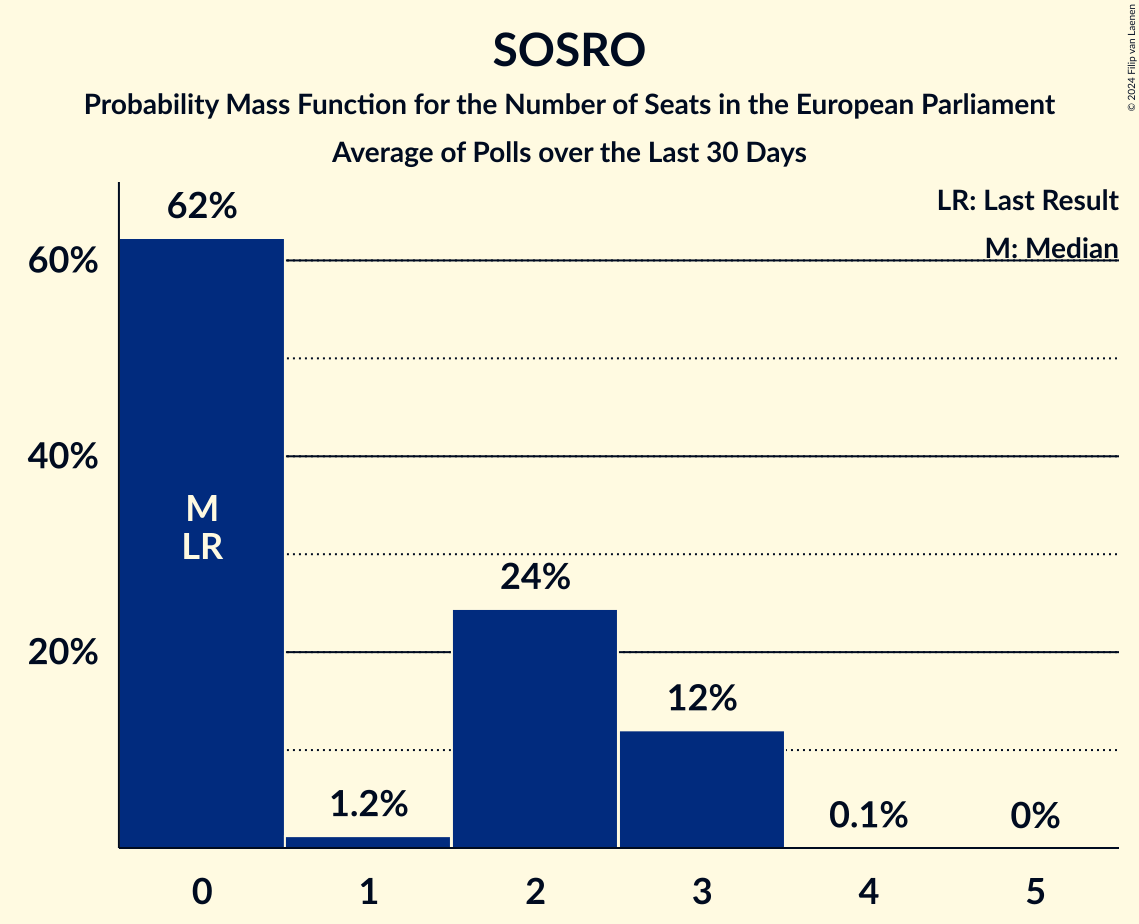 SOSRO
Probability Mass Function for the Number of Seats in the European Parliament
Average of Polls over the Last 30 Days
© 2024 Filip van Laenen
LR: Last Result
M: Median
62%
60%
40%
20%
M
LR
1.2%
24%
12%
0.1%
0%
0 1 2 3 4 5